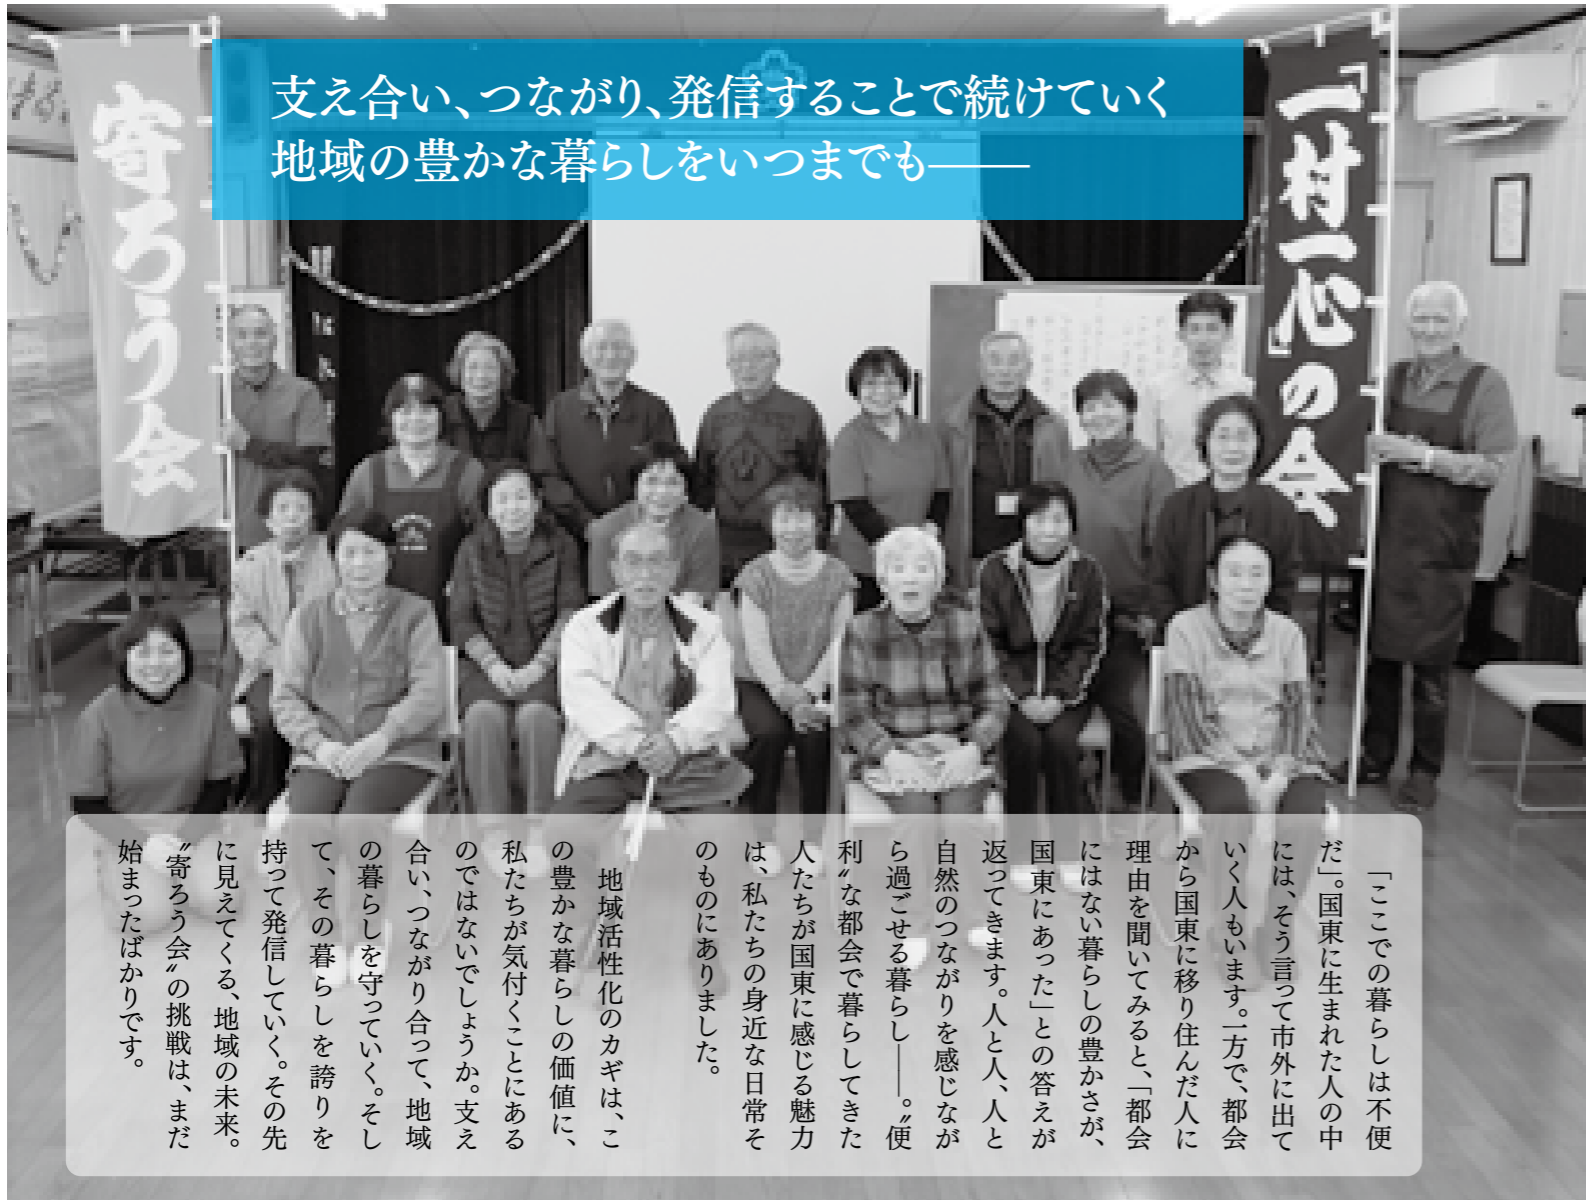 支え合い、つながり、発信することで続けていく
地域の豊かな暮らしをいつまでも――
寄ろう会
「一村一心」の会
「ここでの暮らしは不便
だ」。国東に生まれた人の中
には、そう言って市外に出て
いく人もいます。一方で、都会
から国東に移り住んだ人に
理由を聞いてみると、「都会
にはない暮らしの豊かさが、
国東にあった」との答えが
返ってきます。人と人、人と
自然のつながりを感じなが
ら過ごせる暮らし――。〝便
利〟な都会で暮らしてきた
人たちが国東に感じる魅力
は、私たちの身近な日常そ
のものにありました。
地域活性化のカギは、こ
の豊かな暮らしの価値に、
私たちが気付くことにある
のではないでしょうか。支え
合い、つながり合って、地域
の暮らしを守っていく。そし
て、その暮らしを誇りを
持って発信していく。その先
に見えてくる、地域の未来。
〝寄ろう会〟の挑戦は、まだ
始まったばかりです。